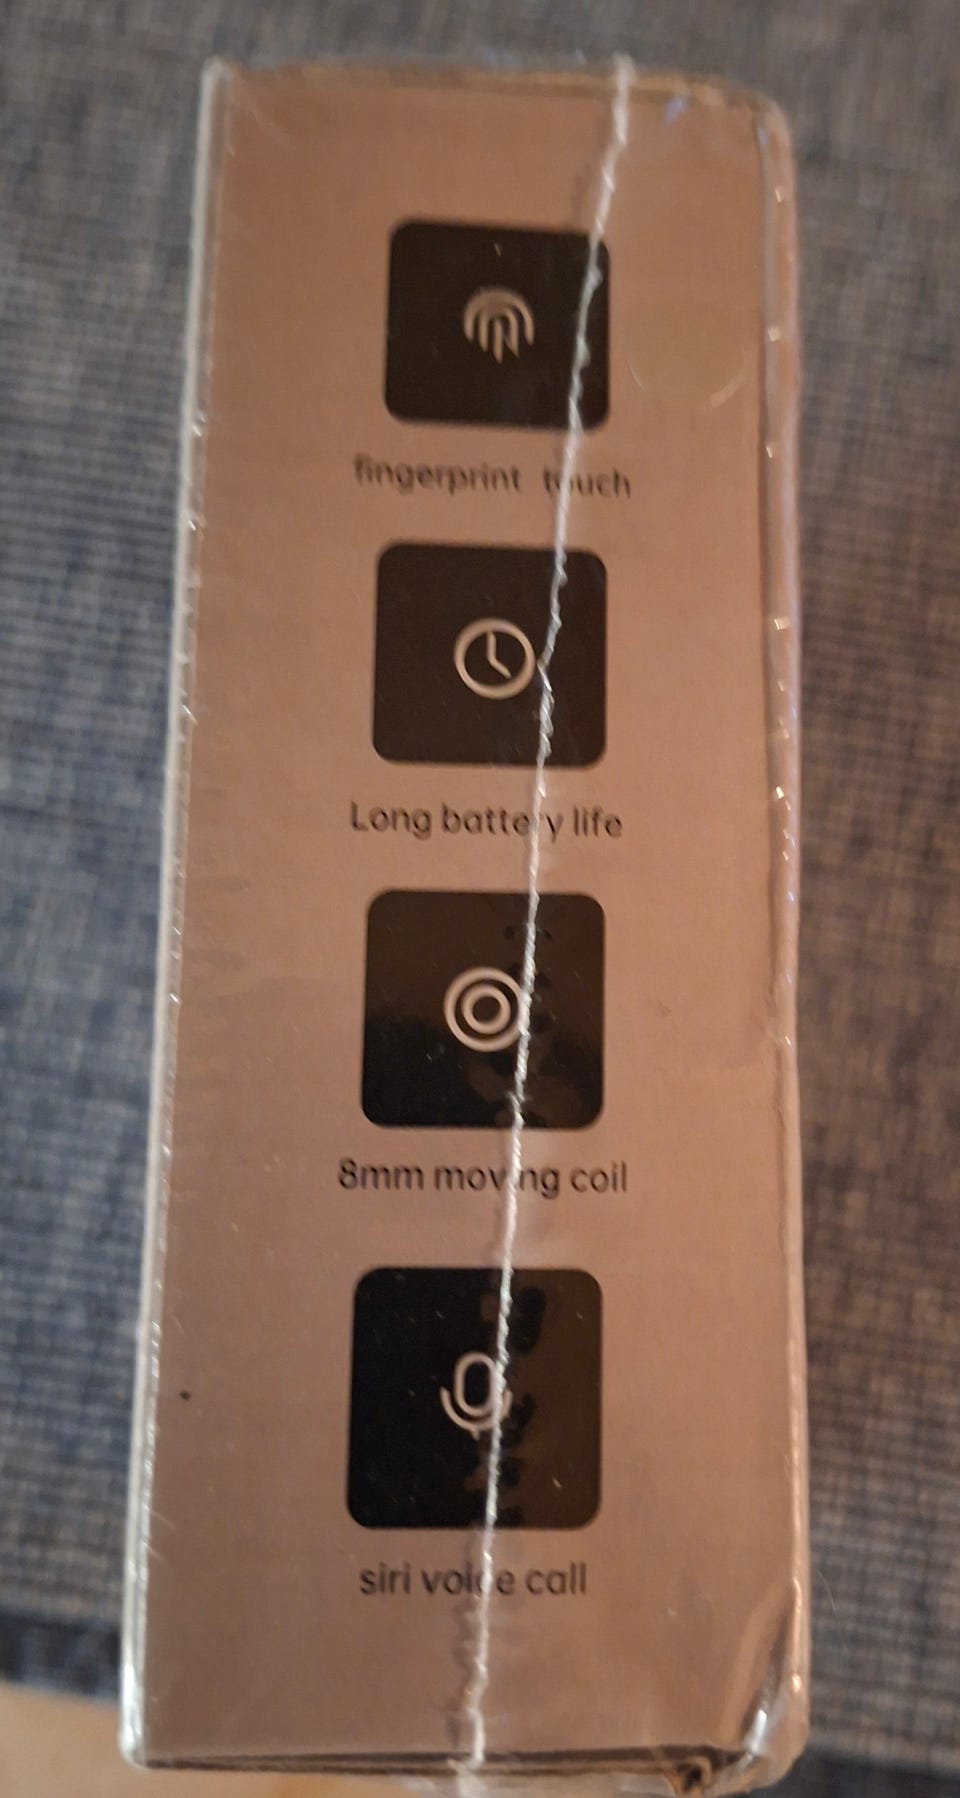 fingerprint touch
Long battery life
8mm moving coil
siri voice call